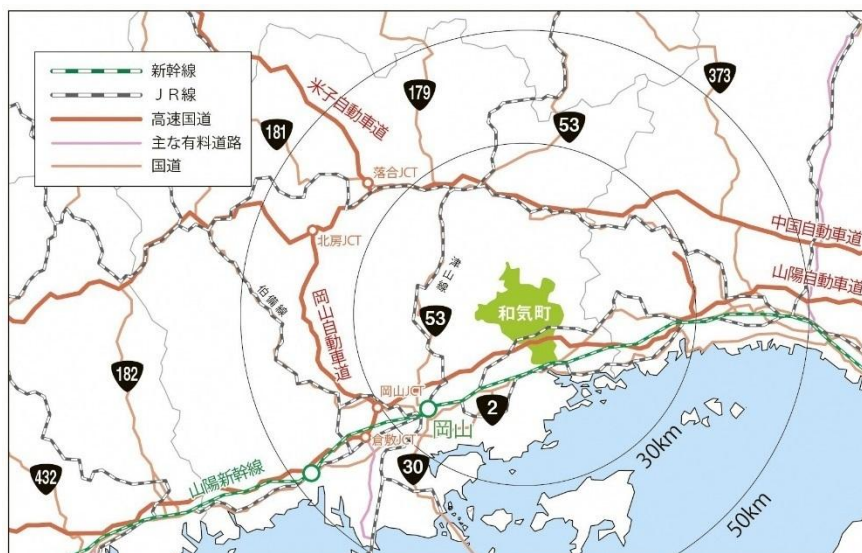 新幹線
JR線
高速国道
主な有料道路
国道
米子自動車道
179
373
181
53
落合JCT
中国自動車道
北房JCT
山陽自動車道
伯備線
津山線
岡山自動車道
和気町
53
182
岡山JCT
2
岡山
倉敷JCT
30
30km
432
山陽新幹線
50km